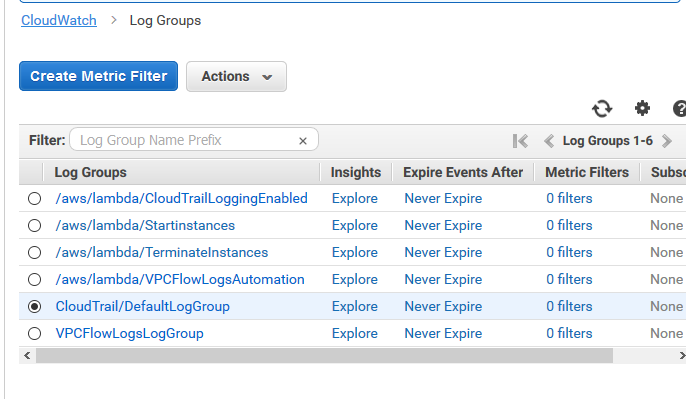 CloudWatch > Log Groups
Create Metric Filter Actions
Filter: Log Group Name Prefix × Log Groups 1-6
Log Groups Insights Expire Events After Metric Filters Subsc
/aws/lambda/CloudTrailLoggingEnabled Explore Never Expire 0 filters None
/aws/lambda/Startinstances Explore Never Expire 0 filters None
/aws/lambda/TerminateInstances Explore Never Expire 0 filters None
/aws/lambda/VPCFlowLogsAutomation Explore Never Expire 0 filters None
CloudTrail/DefaultLogGroup Explore Never Expire 0 filters None
VPCFlowLogsLogGroup Explore Never Expire 0 filters None